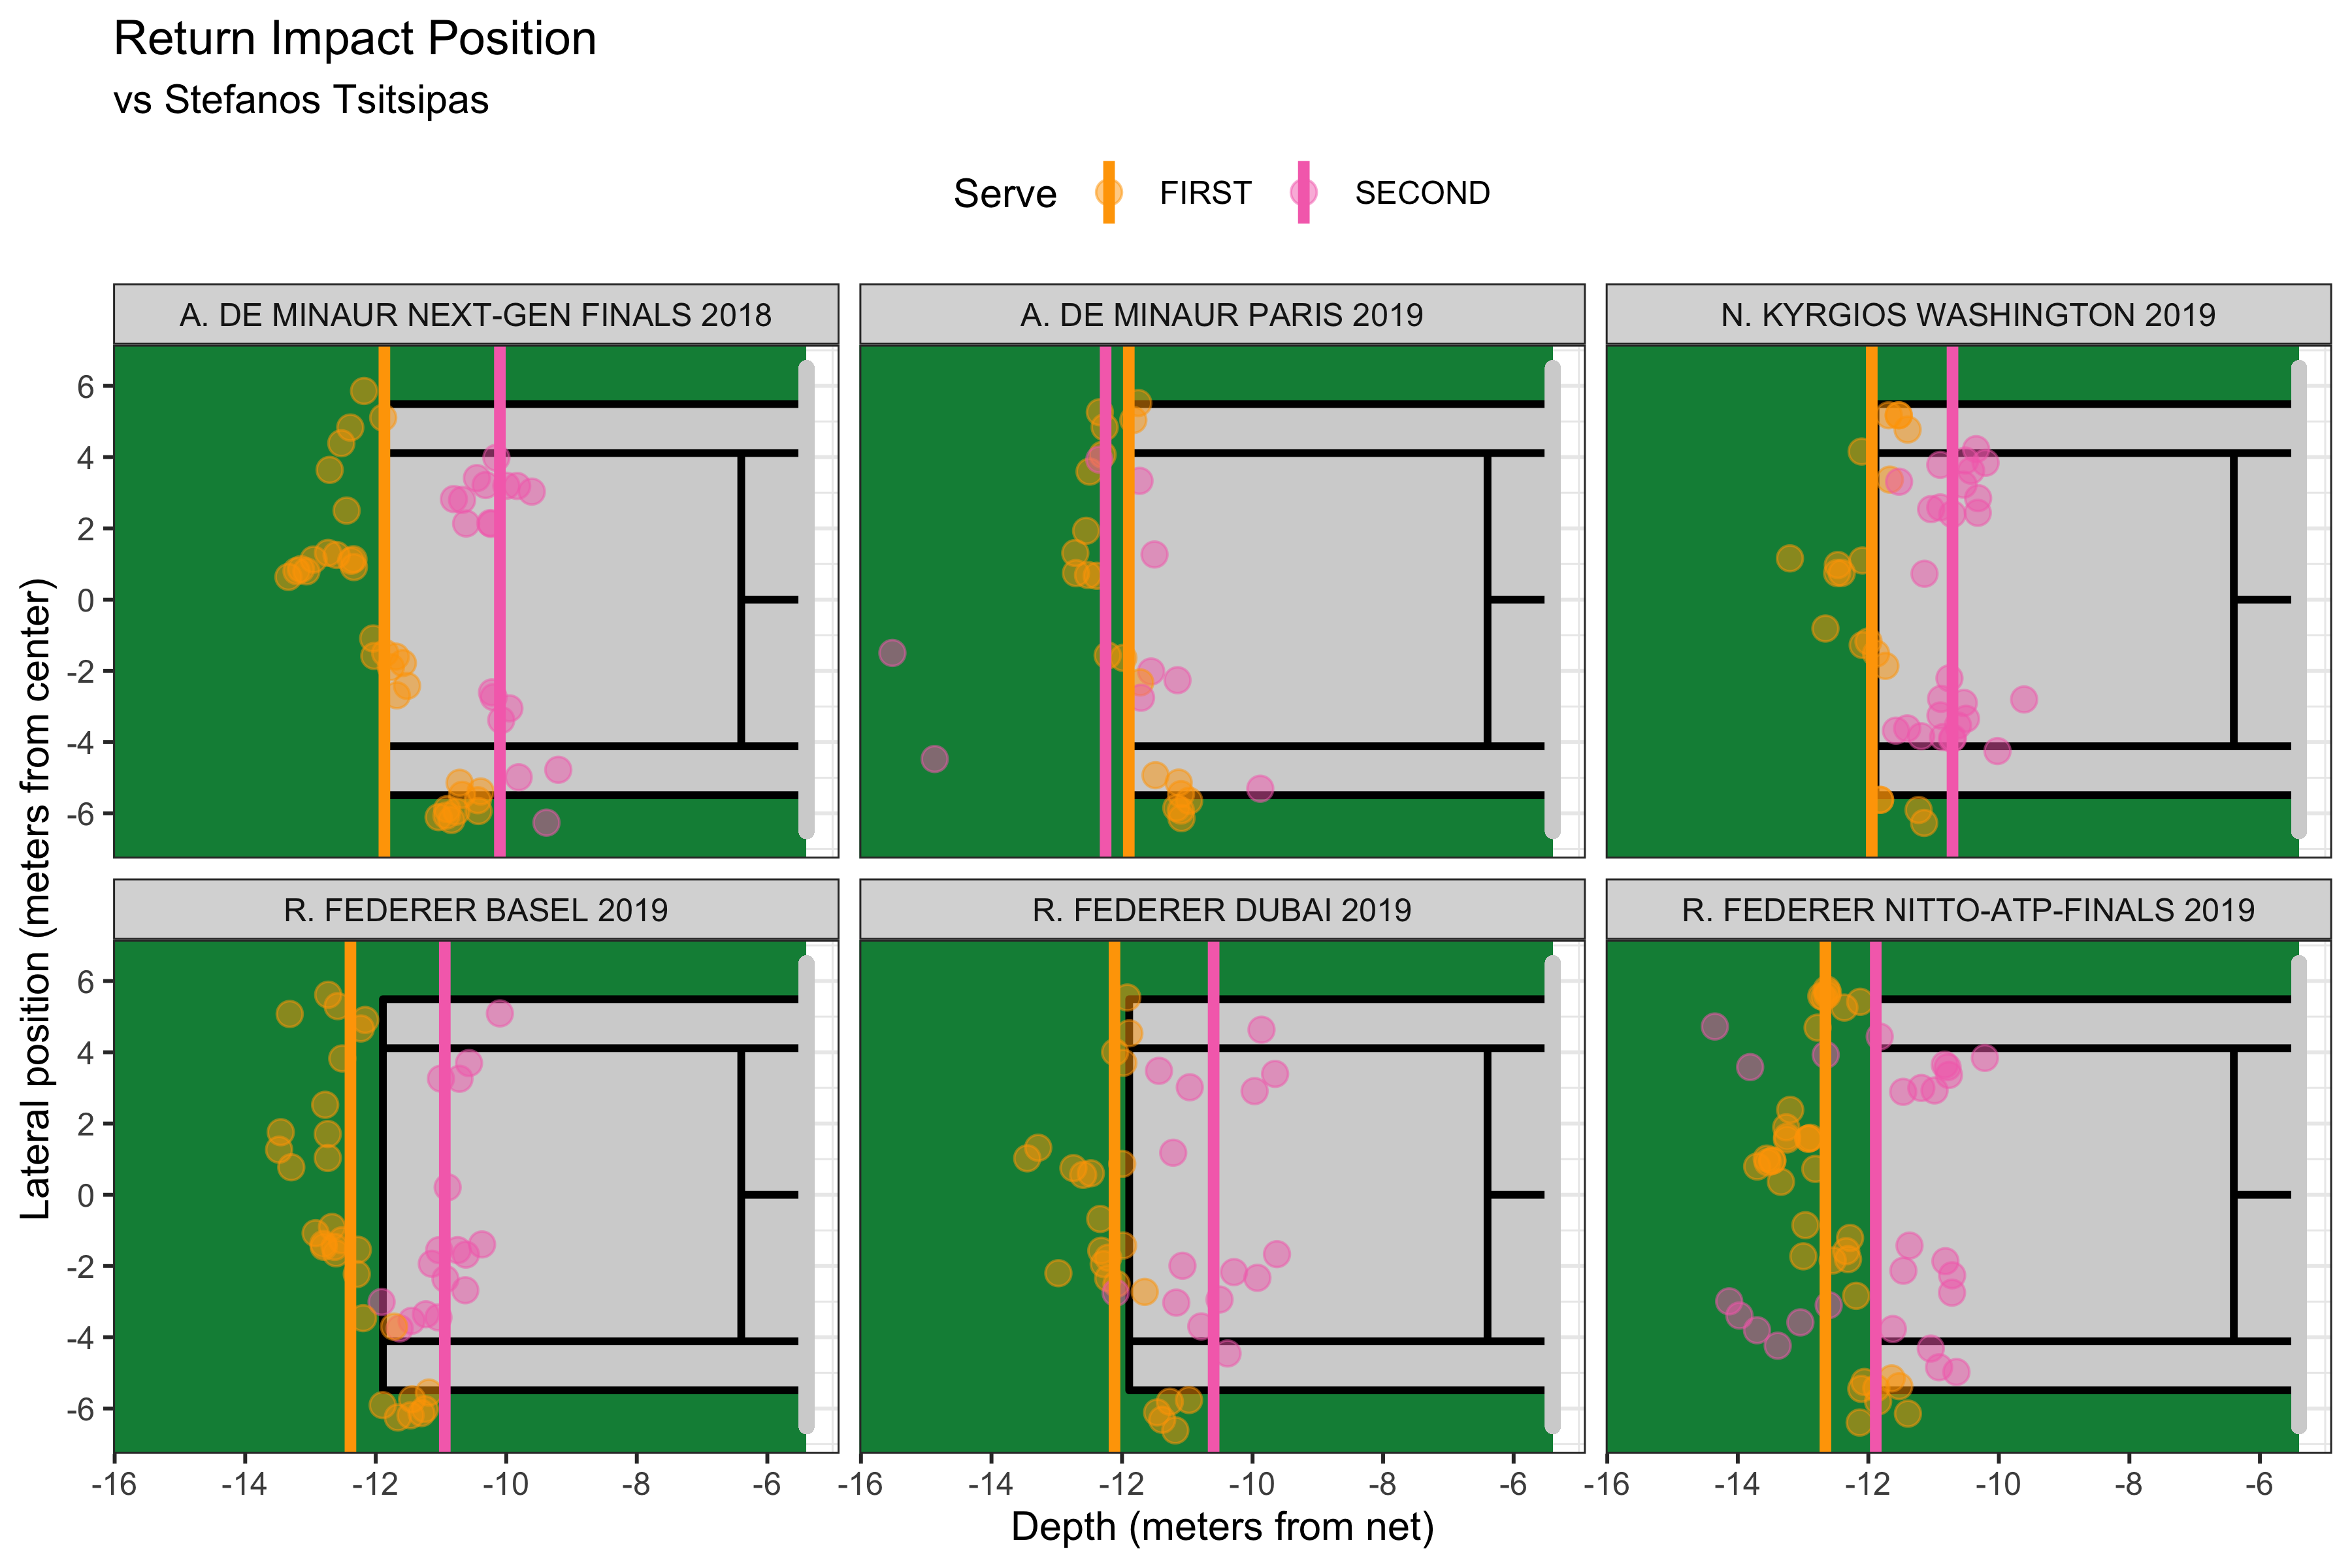 Return Impact Position
vs Stefanos Tsitsipas
Serve FIRST SECOND
A. DE MINAUR NEXT-GEN FINALS 2018 A. DE MINAUR PARIS 2019 N. KYRGIOS WASHINGTON 2019
6
4
2
0
-2
-4
-6
R. FEDERER BASEL 2019 R. FEDERER DUBAI 2019 R. FEDERER NITTO-ATP-FINALS 2019
6
4
2
0
-2
-4
-6
Lateral position (meters from center)
-16 -14 -12 -10 -8 -6 -16 -14 -12 -10 -8 -6 -16 -14 -12 -10 -8 -6
Depth (meters from net)